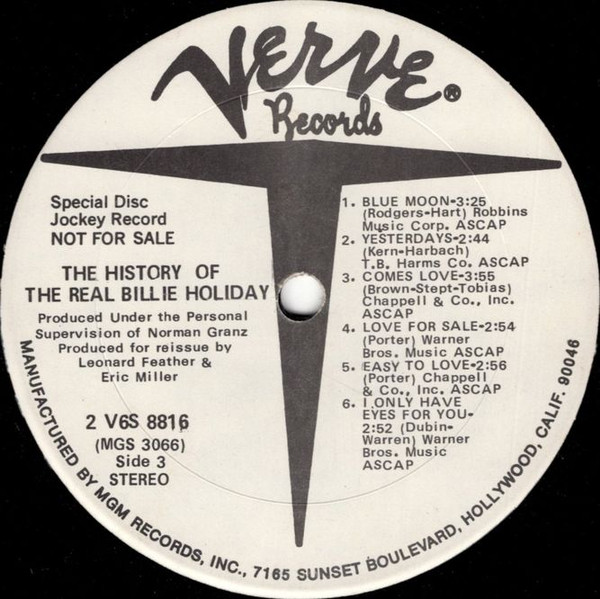 VERVE®
Records
Special Disc
Jockey Record
NOT FOR SALE
THE HISTORY OF
THE REAL BILLIE HOLIDAY
Produced Under the Personal
Supervision of Norman Granz
Produced for reissue by
Leonard Feather &
Eric Miller
2 V6S 8816
(MGS 3066)
Side 3
STEREO
1. BLUE MOON-3:25
(Rodgers-Hart) Robbins
Music Corp. ASCAP
2. YESTERDAYS-2:44
(Kern-Harbach)
T.B. Harms Co. ASCAP
3. COMES LOVE-3:55
(Brown-Stept-Tobias)
Chappell & Co., Inc.
ASCAP
4. LOVE FOR SALE-2:54
(Porter) Warner
Bros. Music ASCAP
5. EASY TO LOVE-2:56
(Porter) Chappell
& Co., Inc. ASCAP
6. I ONLY HAVE
EYES FOR YOU-
2:52 (Dubin-
Warren) Warner
Bros. Music
ASCAP
MANUFACTURED BY MGM RECORDS, INC., 7165 SUNSET BOULEVARD, HOLLYWOOD, CALIF. 90046